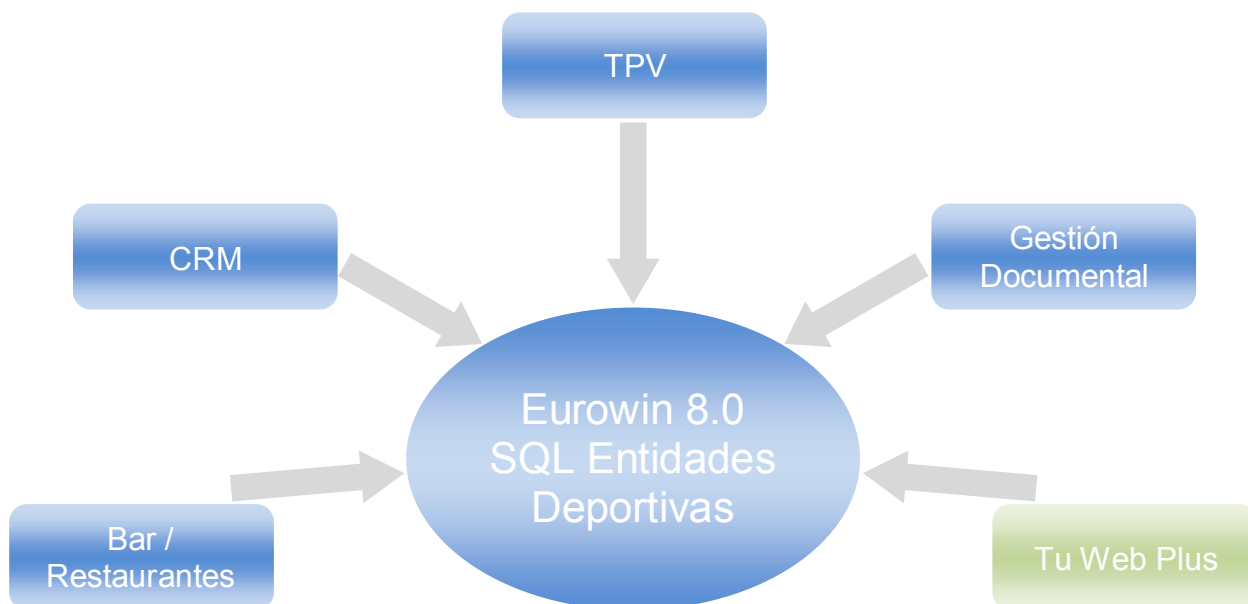 TPV
CRM
Gestión
Documental
Eurowin 8.0
SQL Entidades
Deportivas
Bar /
Restaurantes
Tu Web Plus